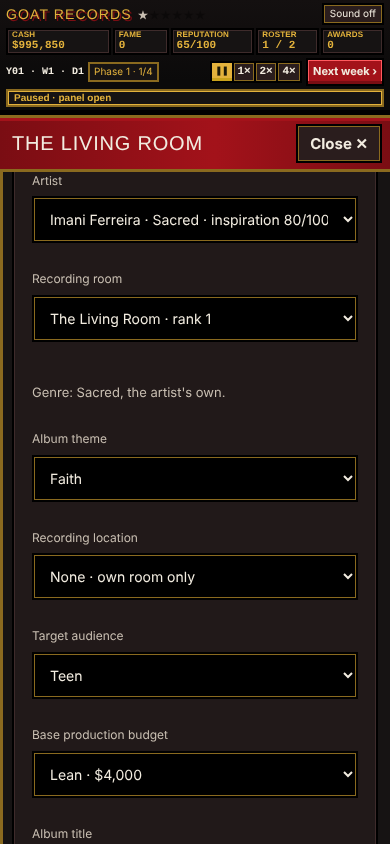 GOAT RECORDS ★
Sound off
CASH
$995,850
FAME
0
REPUTATION
65/100
ROSTER
1 / 2
AWARDS
0
Y01 · W1 · D1
Phase 1 · 1/4
1×
2×
4×
Next week ›
Paused · panel open
THE LIVING ROOM
Close ✕
Artist
Imani Ferreira · Sacred · inspiration 80/100
Recording room
The Living Room · rank 1
Genre: Sacred, the artist's own.
Album theme
Faith
Recording location
None · own room only
Target audience
Teen
Base production budget
Lean · $4,000
Album title